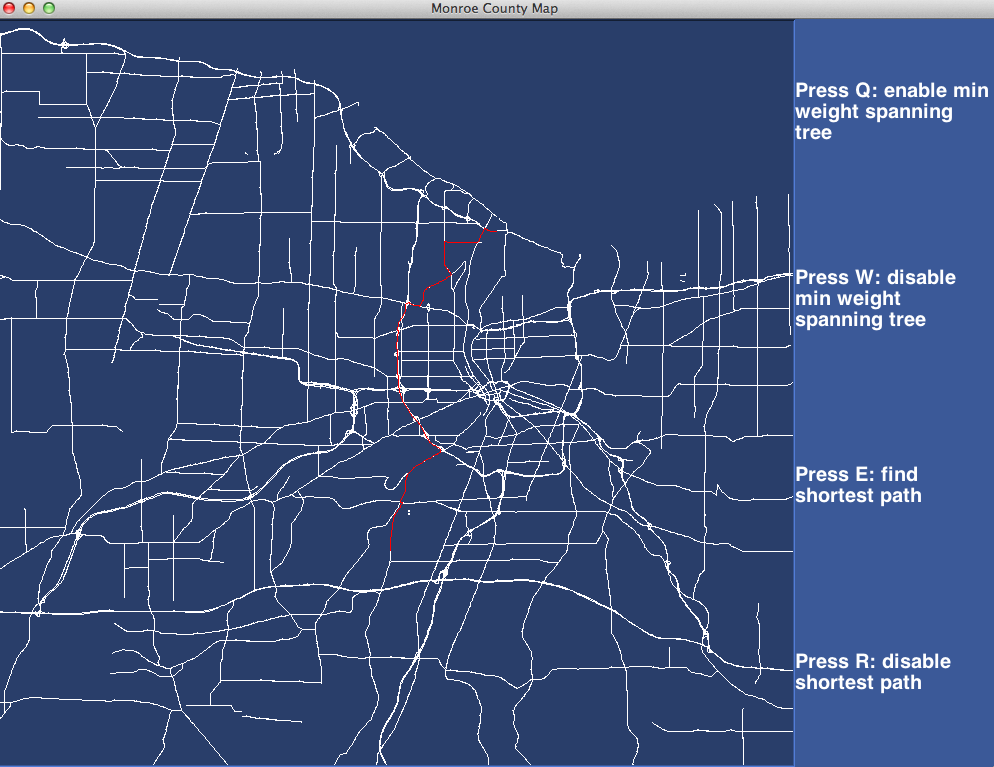 Monroe County Map
Press Q: enable min
weight spanning
tree
Press W: disable
min weight
spanning tree
Press E: find
shortest path
Press R: disable
shortest path